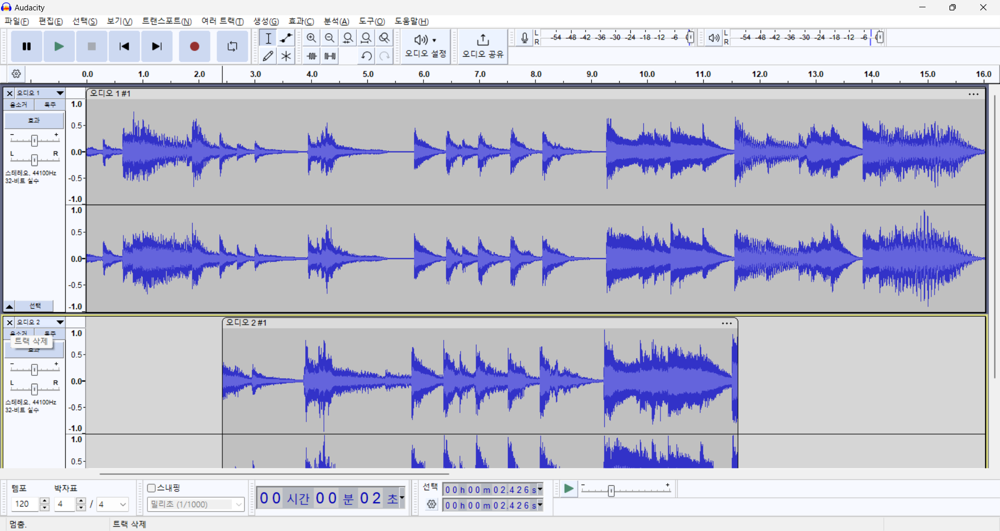 Audacity
파일(F) 편집(E) 선택(S) 보기(V) 트랜스포트(N) 여러 트랙(T) 생성(G) 효과(C) 분석(A) 도구(O) 도움말(H)
오디오 설정
오디오 공유
L -54 -48 -42 -36 -30 -24 -18 -12 -6 0
R
L -54 -48 -42 -36 -30 -24 -18 -12 -6 0
R
0.0 1.0 2.0 3.0 4.0 5.0 6.0 7.0 8.0 9.0 10.0 11.0 12.0 13.0 14.0 15.0 16.0
오디오 1
오디오 1 #1
음소거 독주
효과
- +
L R
스테레오, 44100Hz
32-비트 실수
선택
1.0
0.5
0.0
-0.5
-1.0
1.0
0.5
0.0
-0.5
-1.0
오디오 2
오디오 2 #1
음소거 독주
트랙 삭제
효과
- +
L R
스테레오, 44100Hz
32-비트 실수
1.0
0.5
0.0
-0.5
-1.0
1.0
0.5
템포 박자표
120 4 / 4
스내핑
밀리초 (1/1000)
00 시간 00 분 02 초
선택
00h00m02.426s
00h00m02.426s
- +
멈춤. 트랙 삭제